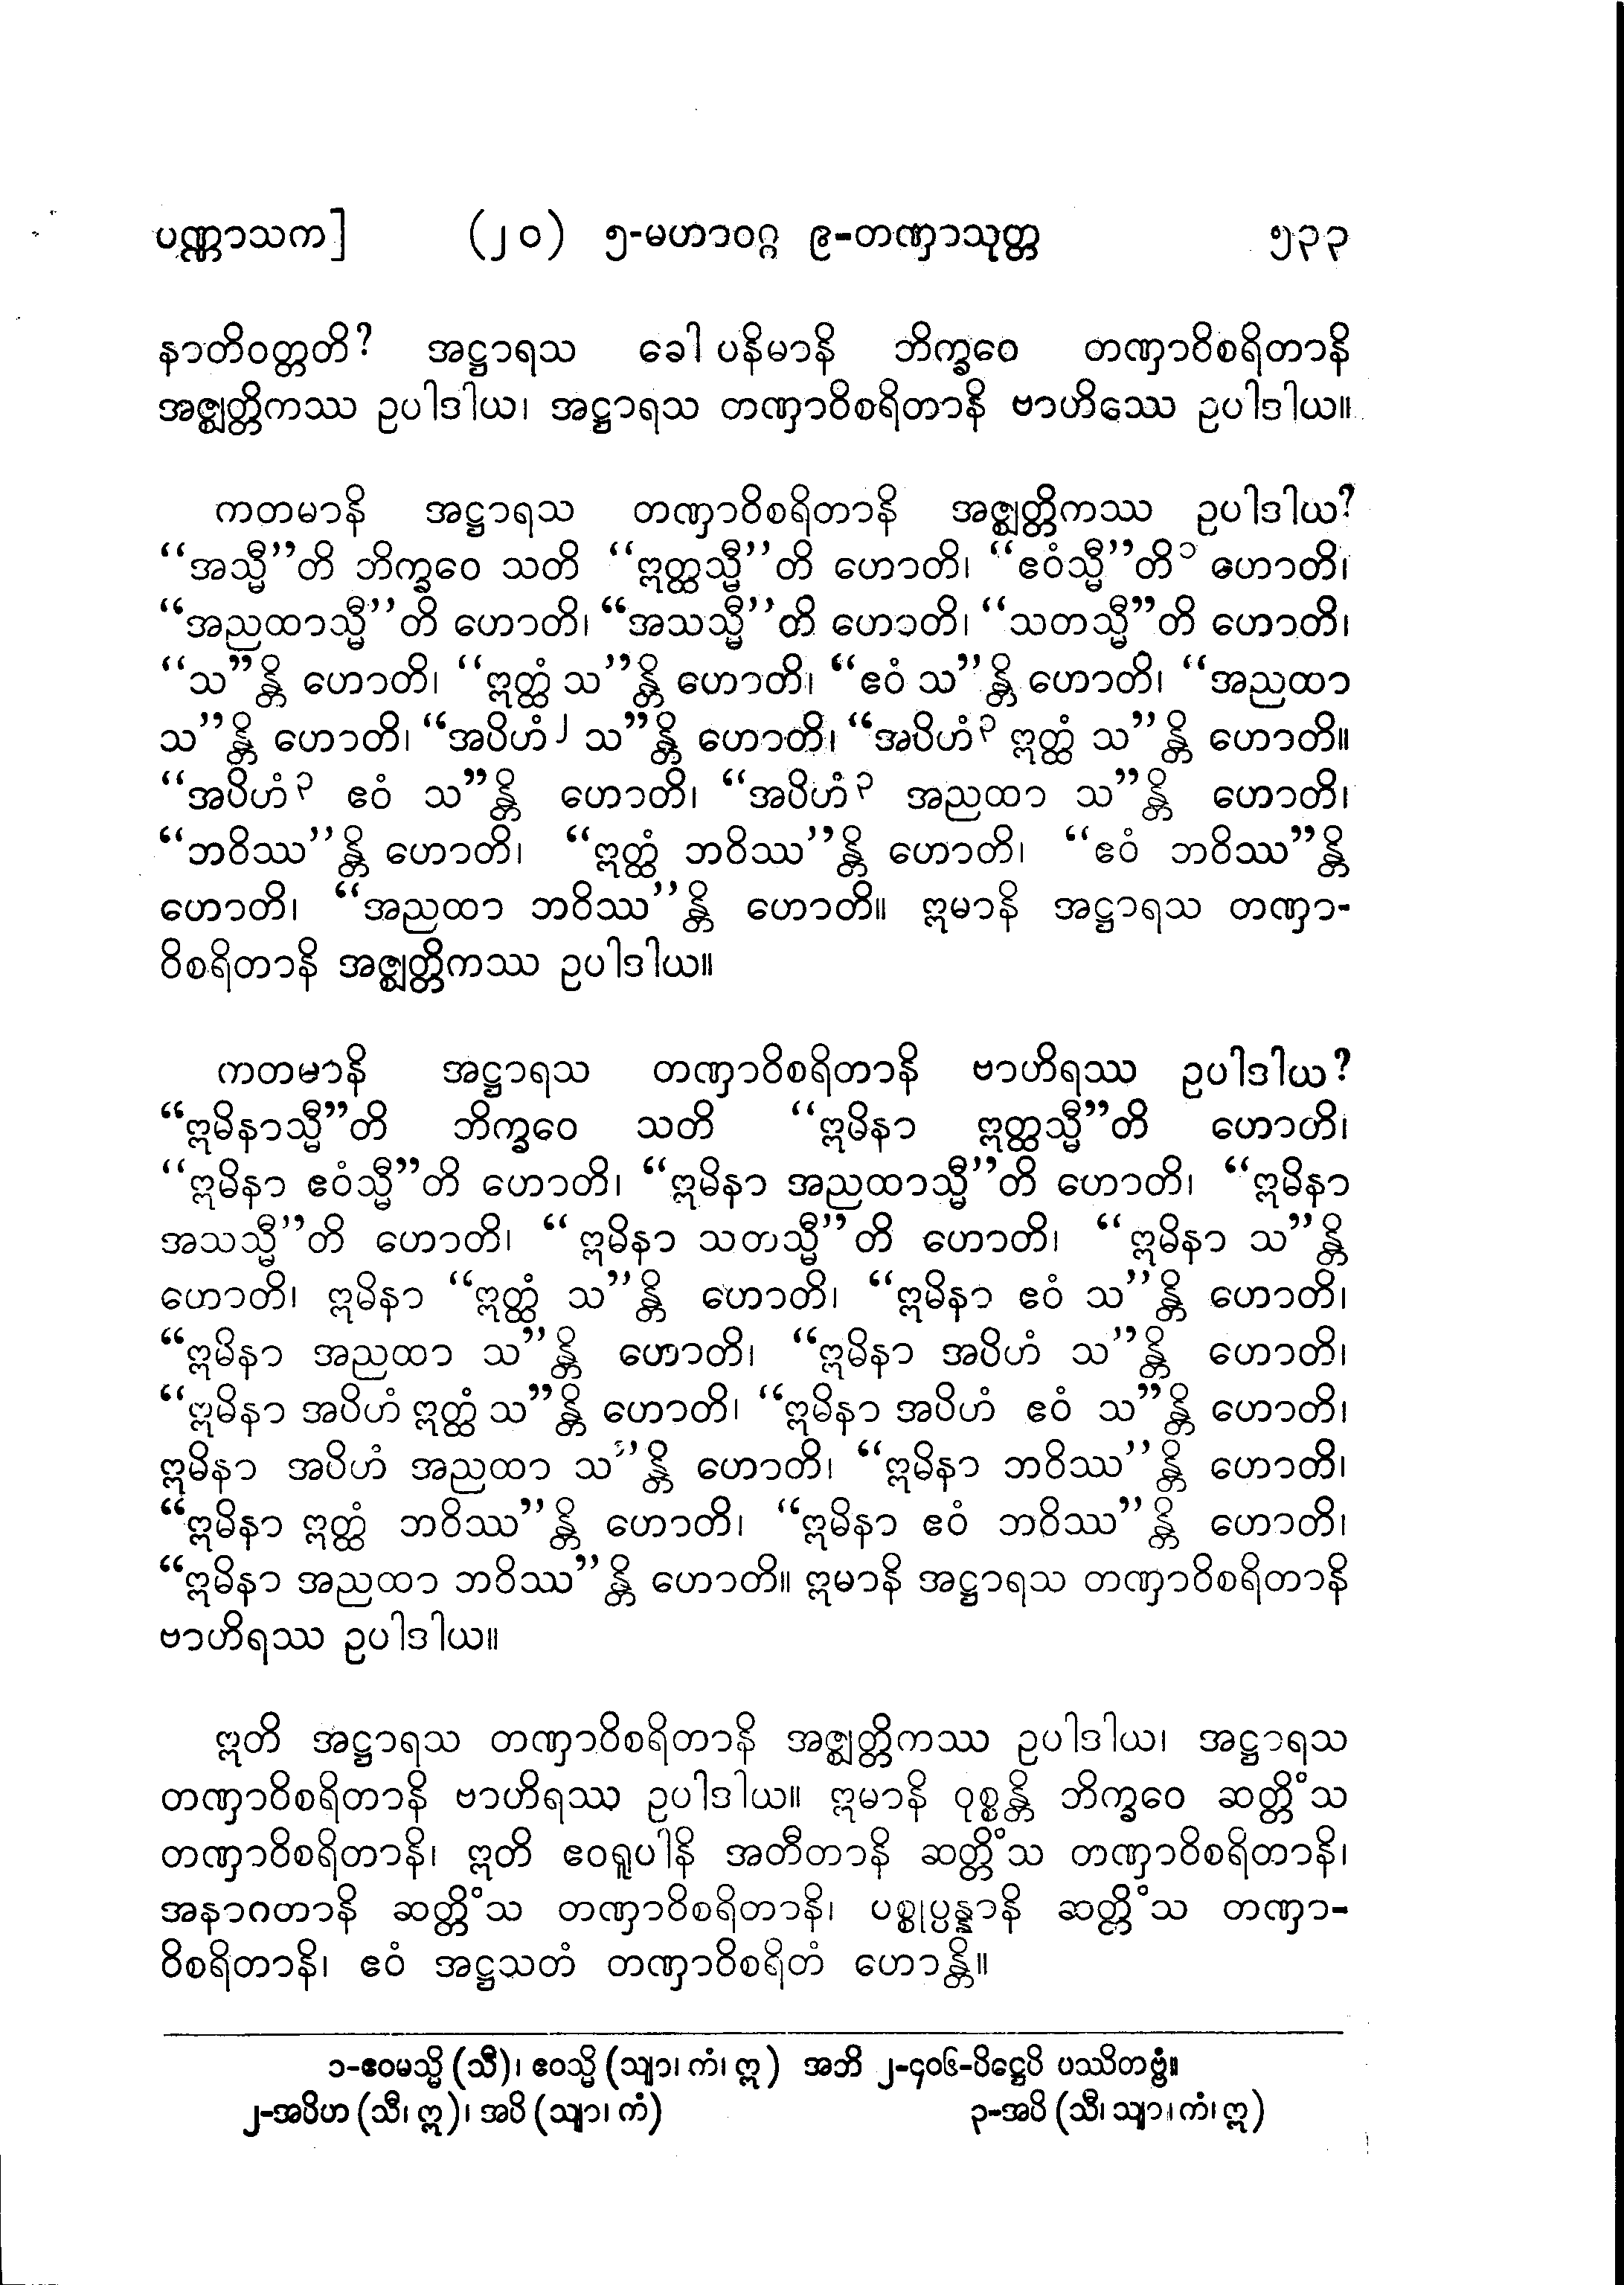 ပဏ္ဏာသက]	(၂၀) ၅-မဟာဝဂ္ဂ ၉-တဏှာသုတ္တ	၅၃၃
နာတိဝတ္တတိ? အဋ္ဌာရသ ခေါ ပနိမာနိ ဘိက္ခဝေ တဏှာဝိစရိတာနိ
အဇ္ဈတ္တိကဿ ဥပါဒါယ၊ အဋ္ဌာရသ တဏှာဝိစရိတာနိ ဗာဟိဿေ ဥပါဒါယ။
ကတမာနိ အဋ္ဌာရသ တဏှာဝိစရိတာနိ အဇ္ဈတ္တိကဿ ဥပါဒါယ?
“အသ္မီ”တိ ဘိက္ခဝေ သတိ “ဣတ္ထသ္မီ”တိ ဟောတိ၊ “ဧဝံသ္မီ”တိ၁ ဟောတိ၊
“အညထာသ္မီ”တိ ဟောတိ၊ “အသသ္မီ”တိ ဟောတိ၊ “သတသ္မီ”တိ ဟောတိ၊
“သ”န္တိ ဟောတိ၊ “ဣတ္ထံ သ”န္တိ ဟောတိ၊ “ဧဝံ သ”န္တိ ဟောတိ၊ “အညထာ
သ”န္တိ ဟောတိ၊ “အပိဟံ၂ သ”န္တိ ဟောတိ၊ “အပိဟံ၃ ဣတ္ထံ သ”န္တိ ဟောတိ။
“အပိဟံ၃ ဧဝံ သ”န္တိ ဟောတိ၊ “အပိဟံ၃ အညထာ သ”န္တိ ဟောတိ၊
“ဘဝိဿ”န္တိ ဟောတိ၊ “ဣတ္ထံ ဘဝိဿ”န္တိ ဟောတိ၊ “ဧဝံ ဘဝိဿ”န္တိ
ဟောတိ၊ “အညထာ ဘဝိဿ”န္တိ ဟောတိ။ ဣမာနိ အဋ္ဌာရသ တဏှာ-
ဝိစရိတာနိ အဇ္ဈတ္တိကဿ ဥပါဒါယ။
ကတမာနိ အဋ္ဌာရသ တဏှာဝိစရိတာနိ ဗာဟိရဿ ဥပါဒါယ?
“ဣမိနာသ္မီ”တိ ဘိက္ခဝေ သတိ “ဣမိနာ ဣတ္ထသ္မီ”တိ ဟောတိ၊
“ဣမိနာ ဧဝံသ္မီ”တိ ဟောတိ၊ “ဣမိနာ အညထာသ္မီ”တိ ဟောတိ၊ “ဣမိနာ
အသသ္မီ”တိ ဟောတိ၊ “ဣမိနာ သတသ္မီ”တိ ဟောတိ၊ “ဣမိနာ သ”န္တိ
ဟောတိ၊ ဣမိနာ “ဣတ္ထံ သ”န္တိ ဟောတိ၊ “ဣမိနာ ဧဝံ သ”န္တိ ဟောတိ၊
“ဣမိနာ အညထာ သ”န္တိ ဟောတိ၊ “ဣမိနာ အပိဟံ သ”န္တိ ဟောတိ၊
“ဣမိနာ အပိဟံ ဣတ္ထံ သ”န္တိ ဟောတိ၊ “ဣမိနာ အပိဟံ ဧဝံ သ”န္တိ ဟောတိ၊
ဣမိနာ အပိဟံ အညထာ သ”န္တိ ဟောတိ၊ “ဣမိနာ ဘဝိဿ”န္တိ ဟောတိ၊
“ဣမိနာ ဣတ္ထံ ဘဝိဿ”န္တိ ဟောတိ၊ “ဣမိနာ ဧဝံ ဘဝိဿ”န္တိ ဟောတိ၊
“ဣမိနာ အညထာ ဘဝိဿ”န္တိ ဟောတိ။ ဣမာနိ အဋ္ဌာရသ တဏှာဝိစရိတာနိ
ဗာဟိရဿ ဥပါဒါယ။
ဣတိ အဋ္ဌာရသ တဏှာဝိစရိတာနိ အဇ္ဈတ္တိကဿ ဥပါဒါယ၊ အဋ္ဌာရသ
တဏှာဝိစရိတာနိ ဗာဟိရဿ ဥပါဒါယ။ ဣမာနိ ဝုစ္စန္တိ ဘိက္ခဝေ ဆတ္တိံသ
တဏှာဝိစရိတာနိ၊ ဣတိ ဧဝရူပါနိ အတီတာနိ ဆတ္တိံသ တဏှာဝိစရိတာနိ၊
အနာဂတာနိ ဆတ္တိံသ တဏှာဝိစရိတာနိ၊ ပစ္စုပ္ပန္နာနိ ဆတ္တိံသ တဏှာ-
ဝိစရိတာနိ၊ ဧဝံ အဋ္ဌသတံ တဏှာဝိစရိတံ ဟောန္တိ။
၁-ဧဝမသ္မိ (သီ)၊ ဧဝသ္မိ (သျာ၊ ကံ၊ ဣ) အဘိ ၂-၄၀၆-ပိဋ္ဌေပိ ပဿိတဗ္ဗံ။
၂-အပိဟ (သီ၊ ဣ)၊ အပိ (သျာ၊ ကံ)	၃-အပိ (သီ၊ သျာ၊ ကံ၊ ဣ)